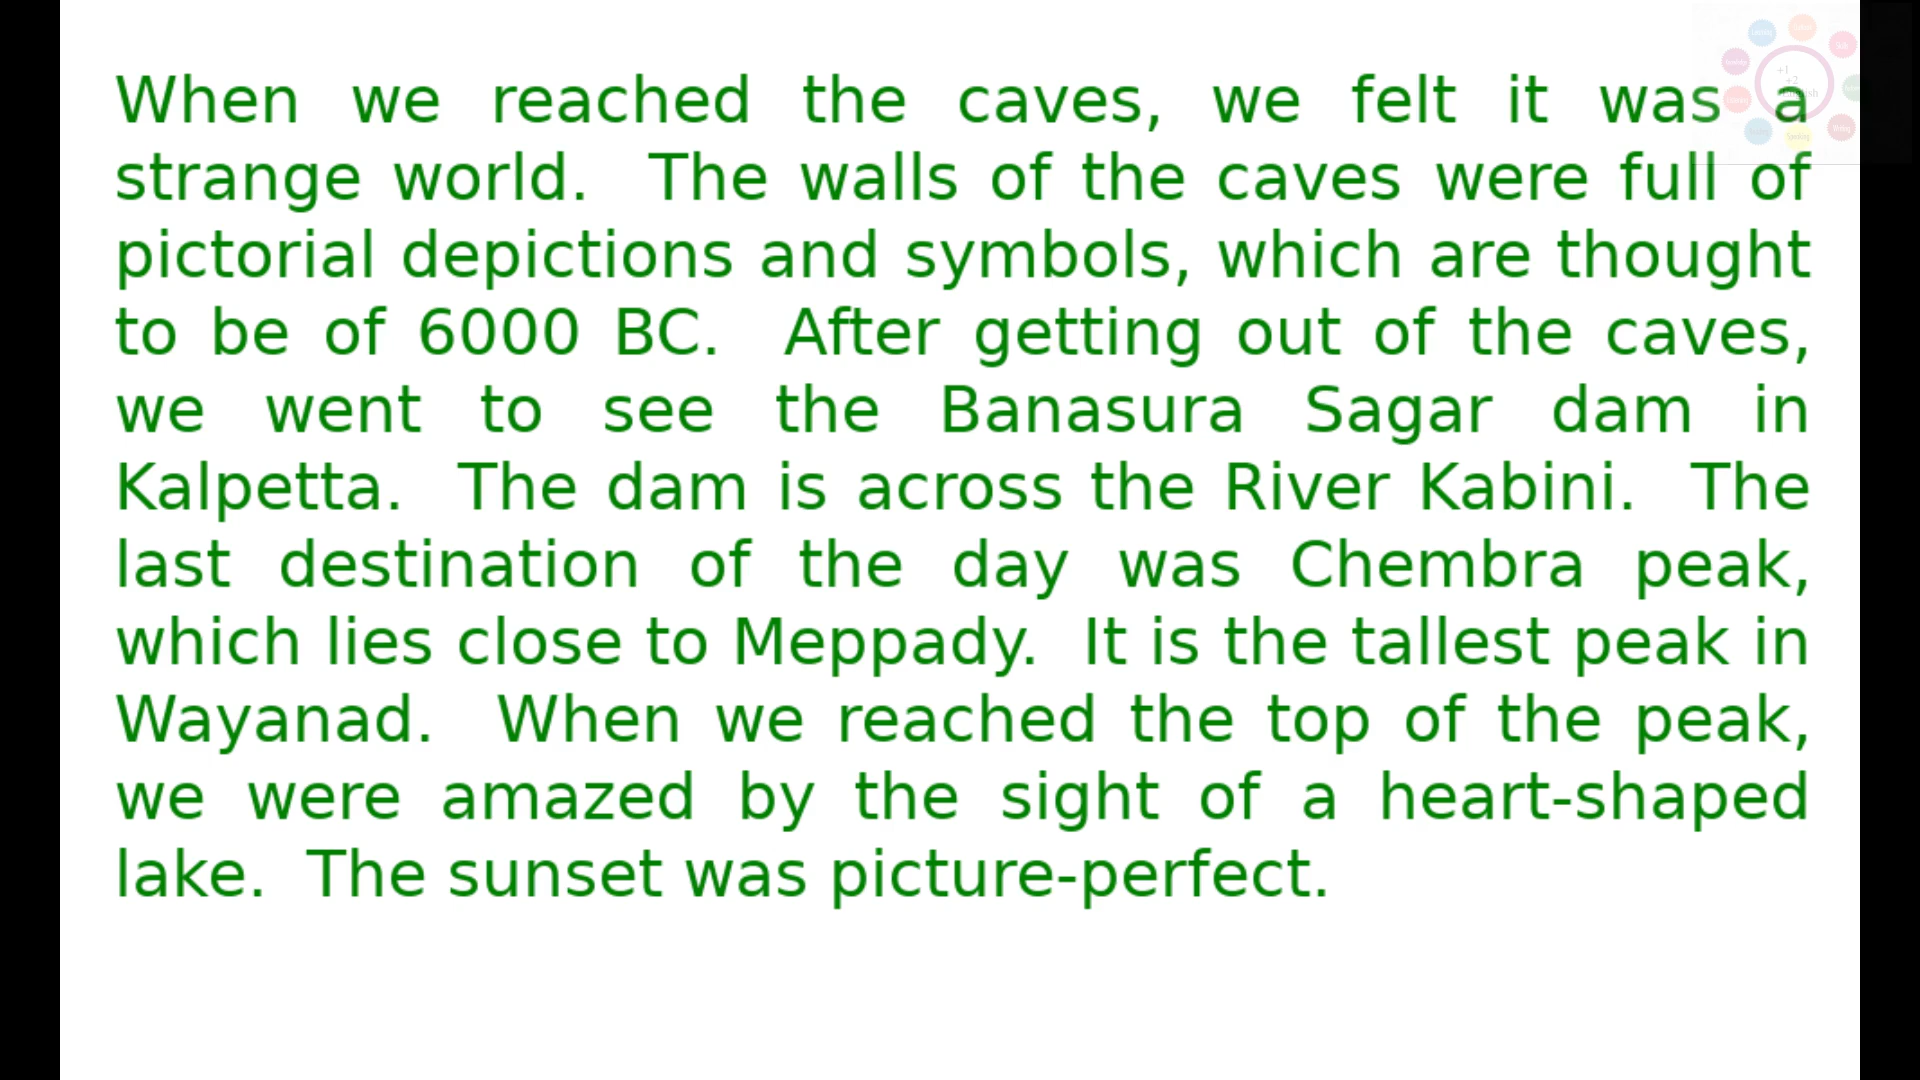 When we reached the caves, we felt it was a
strange world. The walls of the caves were full of
pictorial depictions and symbols, which are thought
to be of 6000 BC. After getting out of the caves,
we went to see the Banasura Sagar dam in
Kalpetta. The dam is across the River Kabini. The
last destination of the day was Chembra peak,
which lies close to Meppady. It is the tallest peak in
Wayanad. When we reached the top of the peak,
we were amazed by the sight of a heart-shaped
lake. The sunset was picture-perfect.
+1
+2